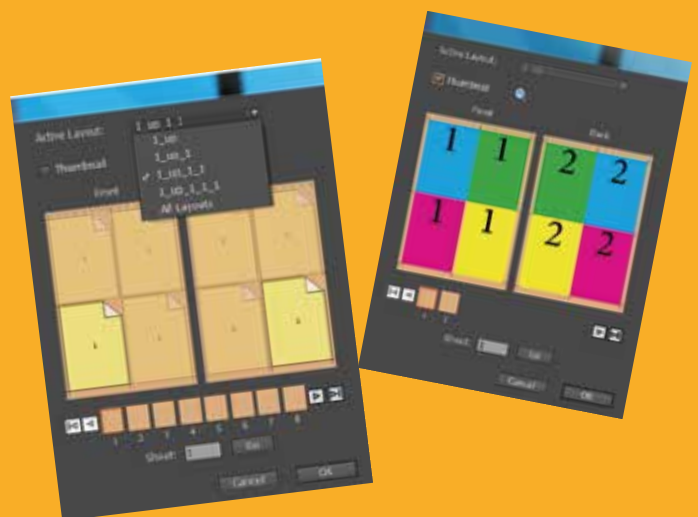 Active Layout:
1_up_1_1
1_up
1_up_1
1_up_1_1
1_up_1_1_1
All Layouts
Thumbnail
Front
1
2
3
4
5
6
7
8
Sheet: 1
Go
Cancel
OK
Active Layout:
Thumbnail
Front
Back
1 1
2 2
1 1
2 2
Sheet:
Go
Cancel
OK